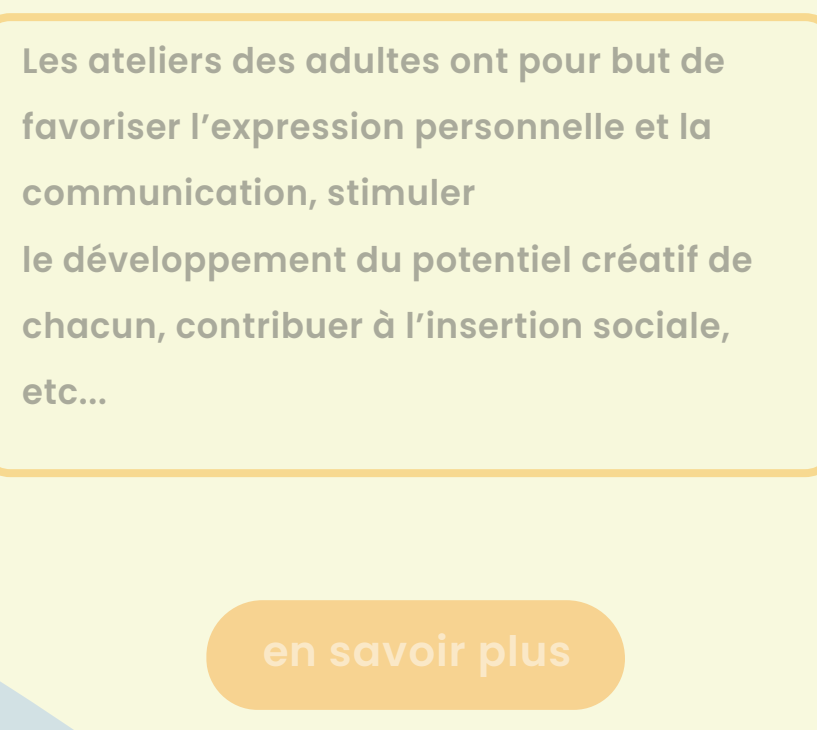 Les ateliers des adultes ont pour but de
favoriser l’expression personnelle et la
communication, stimuler
le développement du potentiel créatif de
chacun, contribuer à l’insertion sociale,
etc...
en savoir plus